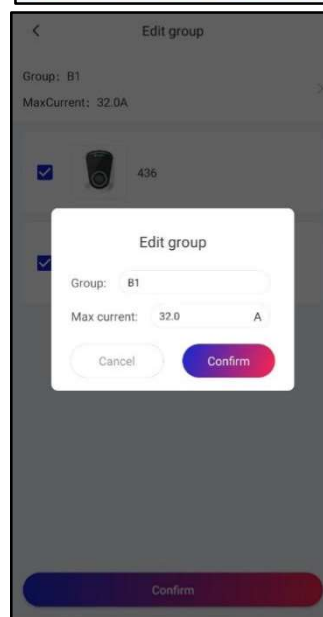 Edit group
Group: B1
MaxCurrent: 32.0A
436
Edit group
Group: B1
Max current: 32.0 A
Cancel Confirm
Confirm